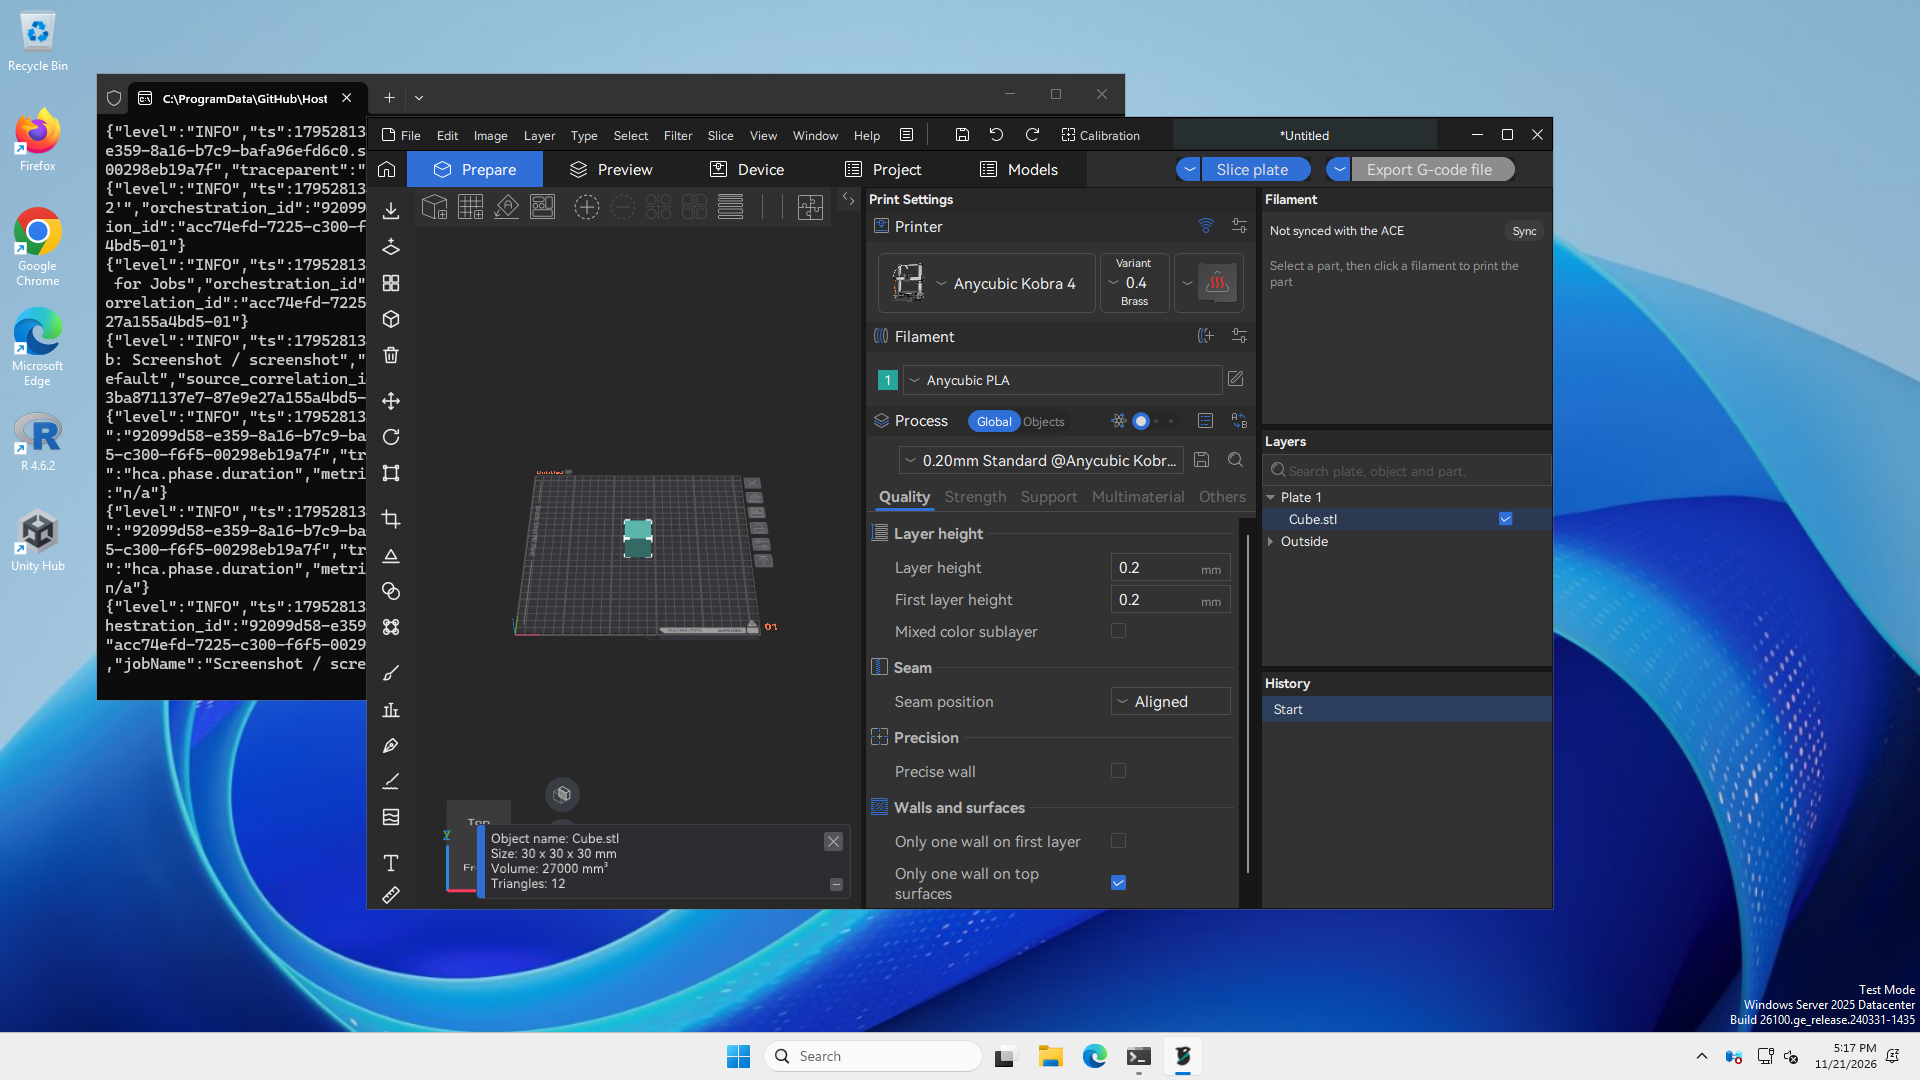 Recycle Bin
Firefox
Google
Chrome
Microsoft
Edge
R 4.6.2
Unity Hub
C:\ProgramData\GitHub\Host
{"level":"INFO","ts":17952813
e359-8a16-b7c9-bafa96efd6c0.s
00298eb19a7f","traceparent":"
{"level":"INFO","ts":17952813
2'","orchestration_id":"92099
ion_id":"acc74efd-7225-c300-f
4bd5-01"}
{"level":"INFO","ts":17952813
for Jobs","orchestration_id"
orrelation_id":"acc74efd-7225
27a155a4bd5-01"}
{"level":"INFO","ts":17952813
b: Screenshot / screenshot","
efault","source_correlation_i
3ba871137e7-87e9e27a155a4bd5-
{"level":"INFO","ts":17952813
":"92099d58-e359-8a16-b7c9-ba
5-c300-f6f5-00298eb19a7f","tr
":"hca.phase.duration","metri
:"n/a"}
{"level":"INFO","ts":17952813
":"92099d58-e359-8a16-b7c9-ba
5-c300-f6f5-00298eb19a7f","tr
":"hca.phase.duration","metri
n/a"}
{"level":"INFO","ts":17952813
hestration_id":"92099d58-e359
"acc74efd-7225-c300-f6f5-0029
,"jobName":"Screenshot / scre
File Edit Image Layer Type Select Filter Slice View Window Help Calibration *Untitled
Prepare Preview Device Project Models Slice plate Export G-code file
Print Settings
Printer
Anycubic Kobra 4
Variant
0.4
Brass
Filament
1 Anycubic PLA
Process Global Objects
0.20mm Standard @Anycubic Kobr...
Quality Strength Support Multimaterial Others
Layer height
Layer height 0.2 mm
First layer height 0.2 mm
Mixed color sublayer
Seam
Seam position Aligned
Precision
Precise wall
Walls and surfaces
Only one wall on first layer
Only one wall on top
surfaces
Filament
Not synced with the ACE Sync
Select a part, then click a filament to print the
part
Layers
Search plate, object and part.
Plate 1
Cube.stl
Outside
History
Start
Untitled
01
Top
Object name: Cube.stl
Size: 30 x 30 x 30 mm
Volume: 27000 mm³
Triangles: 12
Test Mode
Windows Server 2025 Datacenter
Build 26100.ge_release.240331-1435
Search
5:17 PM
11/21/2026